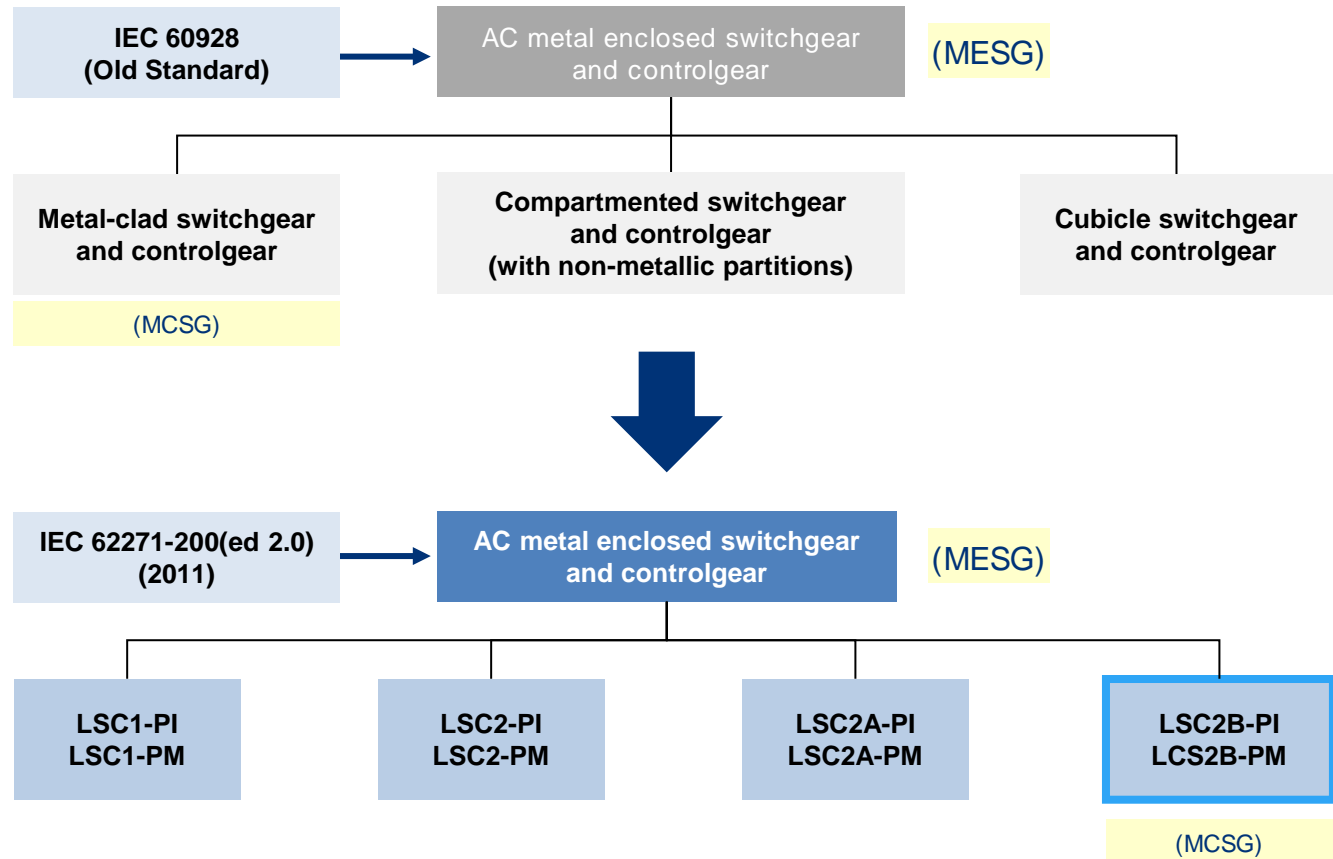 IEC 60928
(Old Standard)
AC metal enclosed switchgear
and controlgear
(MESG)
Metal-clad switchgear
and controlgear
(MCSG)
Compartmented switchgear
and controlgear
(with non-metallic partitions)
Cubicle switchgear
and controlgear
IEC 62271-200(ed 2.0)
(2011)
AC metal enclosed switchgear
and controlgear
(MESG)
LSC1-PI
LSC1-PM
LSC2-PI
LSC2-PM
LSC2A-PI
LSC2A-PM
LSC2B-PI
LCS2B-PM
(MCSG)